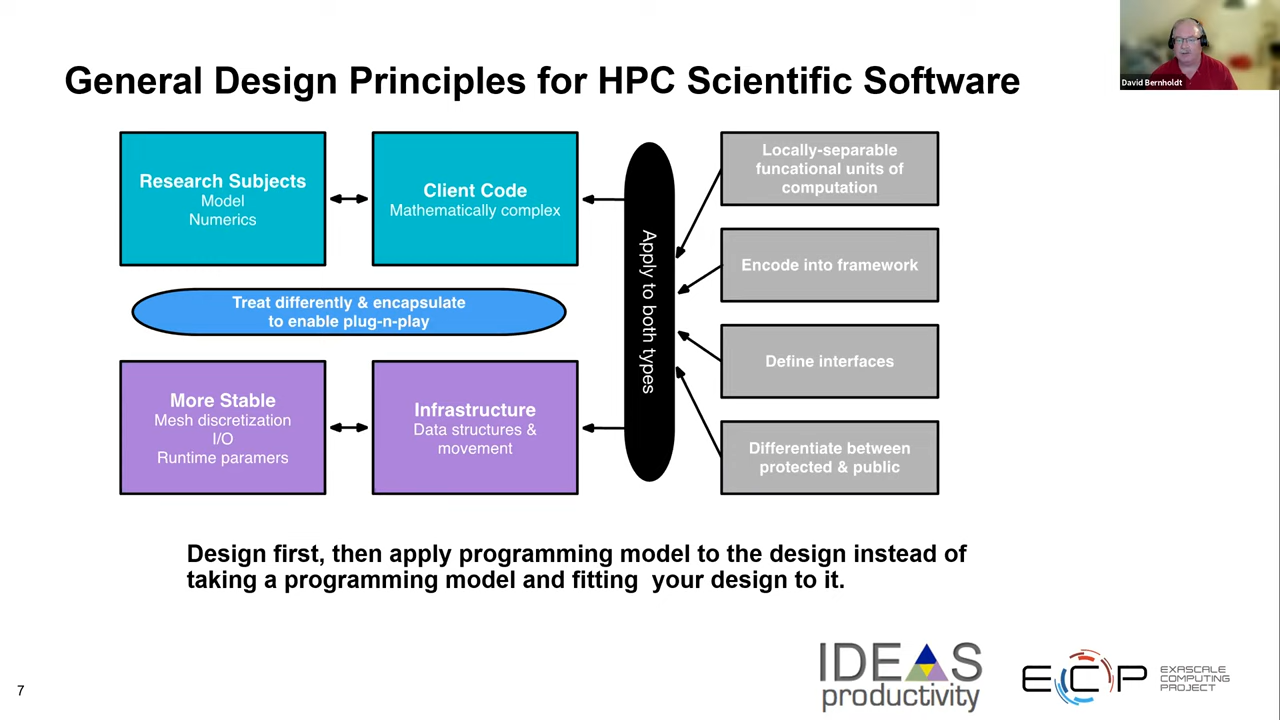 General Design Principles for HPC Scientific Software
David Bernholdt
Research Subjects
Model
Numerics
Client Code
Mathematically complex
Treat differently & encapsulate
to enable plug-n-play
More Stable
Mesh discretization
I/O
Runtime paramers
Infrastructure
Data structures &
movement
Apply to both types
Locally-separable
funcational units of
computation
Encode into framework
Define interfaces
Differentiate between
protected & public
Design first, then apply programming model to the design instead of
taking a programming model and fitting your design to it.
7
IDEAS
productivity
ECP
EXASCALE
COMPUTING
PROJECT